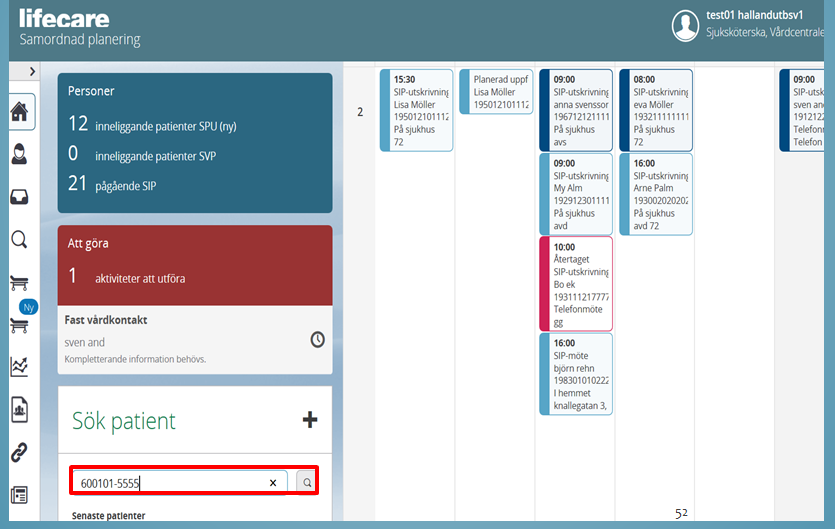 lifecare
Samordnad planering
test01 hallandutbsv1
Sjuksköterska, Vårdcentrale
Personer
12 inneliggande patienter SPU (ny)
0 inneliggande patienter SVP
21 pågående SIP
Att göra
1 aktiviteter att utföra
Fast vårdkontakt
sven and
Kompletterande information behövs.
Ny
Sök patient
600101-5555
Senaste patienter
2
15:30
SIP-utskrivning
Lisa Möller
195012101112
På sjukhus
72
Planerad uppf
Lisa Möller
195012101112
09:00
SIP-utskrivning
anna svensson
196712121111
På sjukhus
avs
09:00
SIP-utskrivning
My Alm
192912301111
På sjukhus
avd
10:00
Återtaget
SIP-utskrivning
Bo ek
193111217777
Telefonmöte
gg
16:00
SIP-möte
björn rehn
198301010222
I hemmet
knallegatan 3,
08:00
SIP-utskrivning
eva Möller
193211111111
På sjukhus
72
16:00
SIP-utskrivning
Arne Palm
193002020202
På sjukhus
avd 72
09:00
SIP-utsk
sven and
191212
Telefonm
Telefon
52